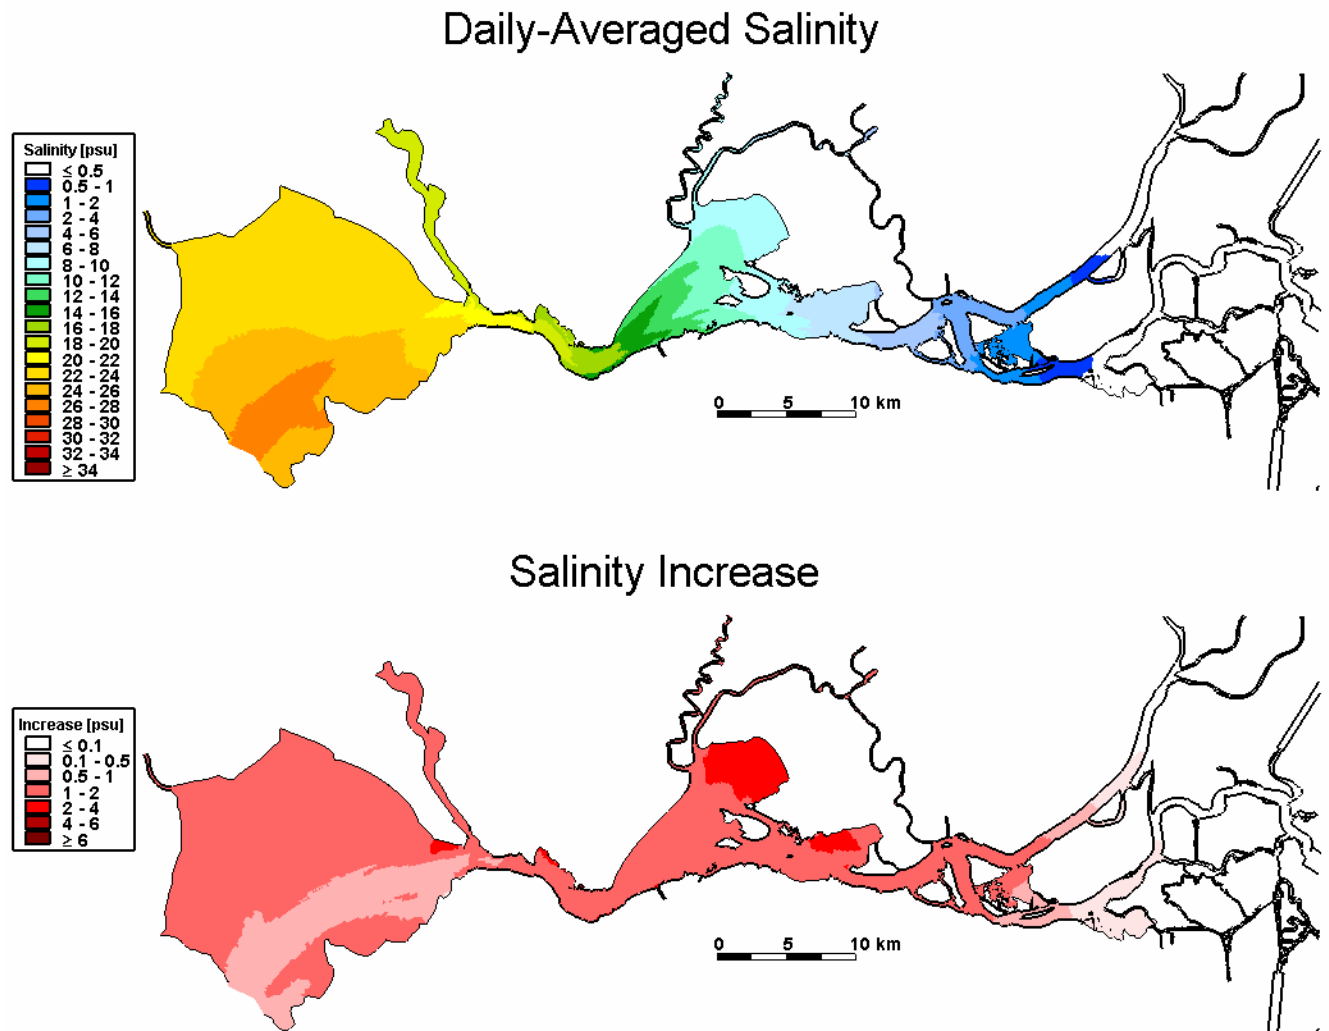 Daily-Averaged Salinity
Salinity [psu]
≤ 0.5
0.5 - 1
1 - 2
2 - 4
4 - 6
6 - 8
8 - 10
10 - 12
12 - 14
14 - 16
16 - 18
18 - 20
20 - 22
22 - 24
24 - 26
26 - 28
28 - 30
30 - 32
32 - 34
≥ 34
0 5 10 km
Salinity Increase
Increase [psu]
≤ 0.1
0.1 - 0.5
0.5 - 1
1 - 2
2 - 4
4 - 6
≥ 6
0 5 10 km